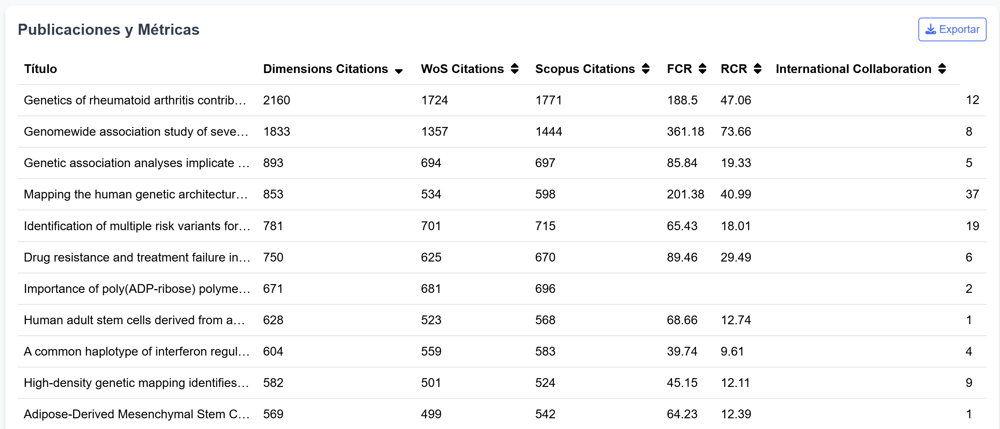 Publicaciones y Métricas
Exportar
Título Dimensions Citations WoS Citations Scopus Citations FCR RCR International Collaboration
Genetics of rheumatoid arthritis contrib… 2160 1724 1771 188.5 47.06 12
Genomewide association study of seve… 1833 1357 1444 361.18 73.66 8
Genetic association analyses implicate … 893 694 697 85.84 19.33 5
Mapping the human genetic architectur… 853 534 598 201.38 40.99 37
Identification of multiple risk variants for… 781 701 715 65.43 18.01 19
Drug resistance and treatment failure in… 750 625 670 89.46 29.49 6
Importance of poly(ADP-ribose) polyme… 671 681 696 2
Human adult stem cells derived from a… 628 523 568 68.66 12.74 1
A common haplotype of interferon regul… 604 559 583 39.74 9.61 4
High-density genetic mapping identifies… 582 501 524 45.15 12.11 9
Adipose-Derived Mesenchymal Stem C… 569 499 542 64.23 12.39 1